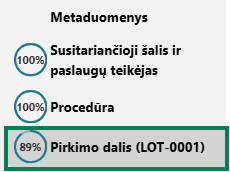 Metaduomenys
100%
Susitariančioji šalis ir
paslaugų teikėjas
100%
Procedūra
89%
Pirkimo dalis (LOT-0001)